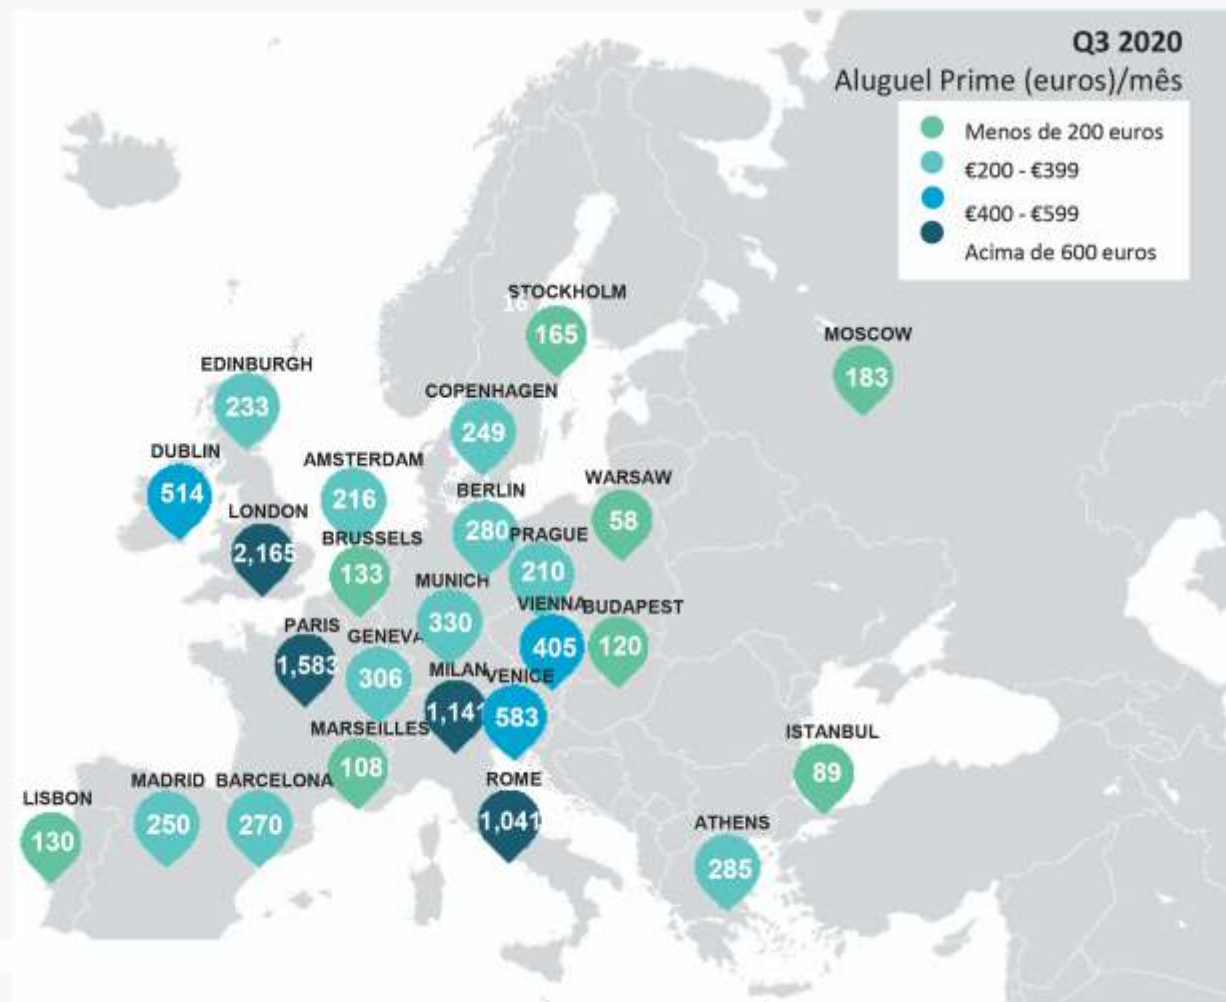 Q3 2020
Aluguel Prime (euros)/mês
Menos de 200 euros
€200 - €399
€400 - €599
Acima de 600 euros
STOCKHOLM
16
165
MOSCOW
183
EDINBURGH
233
COPENHAGEN
249
DUBLIN
514
AMSTERDAM
216
WARSAW
58
BERLIN
280
LONDON
2,165
PRAGUE
210
BRUSSELS
133
MUNICH
330
VIENNA
405
BUDAPEST
120
PARIS
1,583
GENEVA
306
MILAN
1,141
VENICE
583
MARSEILLES
108
ISTANBUL
89
ROME
1,041
MADRID
250
BARCELONA
270
LISBON
130
ATHENS
285